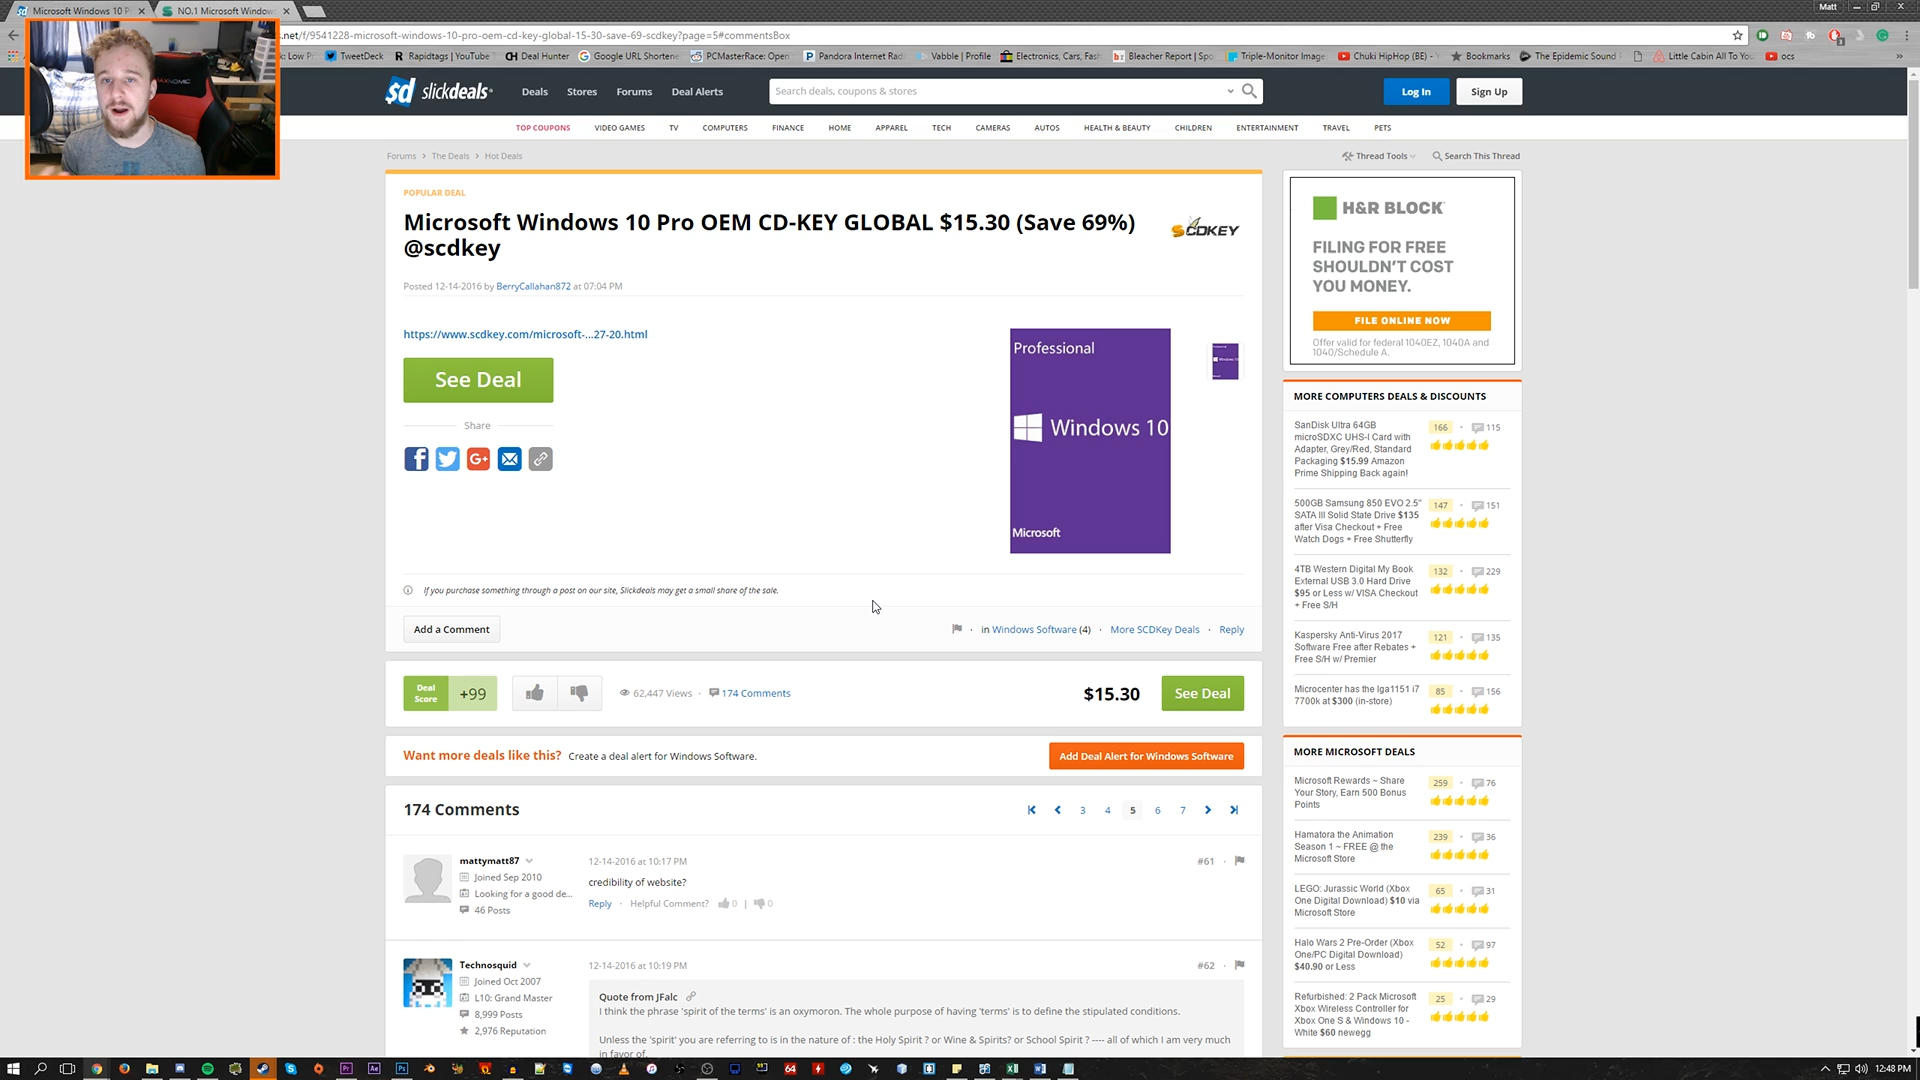 Microsoft Windows 10 P
NO.1 Microsoft Window
Matt
.net/f/9541228-microsoft-windows-10-pro-oem-cd-key-global-15-30-save-69-scdkey?page=5#commentsBox
: Low Pr
TweetDeck
Rapidtags | YouTube
CH Deal Hunter
Google URL Shortene
PCMasterRace: Open
Pandora Internet Rad
Vabble | Profile
Electronics, Cars, Fash
Bleacher Report | Spo
Triple-Monitor Image
Chuki HipHop (BE) -
Bookmarks
The Epidemic Sound
Little Cabin All To You
ocs
sd slickdeals
Deals
Stores
Forums
Deal Alerts
Search deals, coupons & stores
Log In
Sign Up
TOP COUPONS
VIDEO GAMES
TV
COMPUTERS
FINANCE
HOME
APPAREL
TECH
CAMERAS
AUTOS
HEALTH & BEAUTY
CHILDREN
ENTERTAINMENT
TRAVEL
PETS
Forums > The Deals > Hot Deals
Thread Tools
Search This Thread
POPULAR DEAL
Microsoft Windows 10 Pro OEM CD-KEY GLOBAL $15.30 (Save 69%)
@scdkey
SCDKEY
Posted 12-14-2016 by BerryCallahan872 at 07:04 PM
https://www.scdkey.com/microsoft-...27-20.html
See Deal
Share
Professional
Windows 10
Microsoft
If you purchase something through a post on our site, Slickdeals may get a small share of the sale.
Add a Comment
in Windows Software (4) · More SCDKey Deals · Reply
Deal
Score
+99
62,447 Views · 174 Comments
$15.30
See Deal
Want more deals like this? Create a deal alert for Windows Software.
Add Deal Alert for Windows Software
174 Comments
3 4 5 6 7
mattymatt87
Joined Sep 2010
Looking for a good de...
46 Posts
12-14-2016 at 10:17 PM
#61
credibility of website?
Reply · Helpful Comment? 0 | 0
Technosquid
Joined Oct 2007
L10: Grand Master
8,999 Posts
2,976 Reputation
12-14-2016 at 10:19 PM
#62
Quote from JFalc
I think the phrase 'spirit of the terms' is an oxymoron. The whole purpose of having 'terms' is to define the stipulated conditions.
Unless the 'spirit' you are referring to is in the nature of : the Holy Spirit ? or Wine & Spirits? or School Spirit ? ---- all of which I am very much
in favor of.
H&R BLOCK
FILING FOR FREE
SHOULDN'T COST
YOU MONEY.
FILE ONLINE NOW
Offer valid for federal 1040EZ, 1040A and
1040/Schedule A.
MORE COMPUTERS DEALS & DISCOUNTS
SanDisk Ultra 64GB
microSDXC UHS-I Card with
Adapter, Grey/Red, Standard
Packaging $15.99 Amazon
Prime Shipping Back again!
166 · 115
500GB Samsung 850 EVO 2.5"
SATA III Solid State Drive $135
after Visa Checkout + Free
Watch Dogs + Free Shutterfly
147 · 151
4TB Western Digital My Book
External USB 3.0 Hard Drive
$95 or Less w/ VISA Checkout
+ Free S/H
132 · 229
Kaspersky Anti-Virus 2017
Software Free after Rebates +
Free S/H w/ Premier
121 · 135
Microcenter has the lga1151 i7
7700k at $300 (in-store)
85 · 156
MORE MICROSOFT DEALS
Microsoft Rewards ~ Share
Your Story, Earn 500 Bonus
Points
259 · 76
Hamatora the Animation
Season 1 ~ FREE @ the
Microsoft Store
239 · 36
LEGO: Jurassic World (Xbox
One Digital Download) $10 via
Microsoft Store
65 · 31
Halo Wars 2 Pre-Order (Xbox
One/PC Digital Download)
$40.90 or Less
52 · 97
Refurbished: 2 Pack Microsoft
Xbox Wireless Controller for
Xbox One S & Windows 10 -
White $60 newegg
25 · 29
12:48 PM